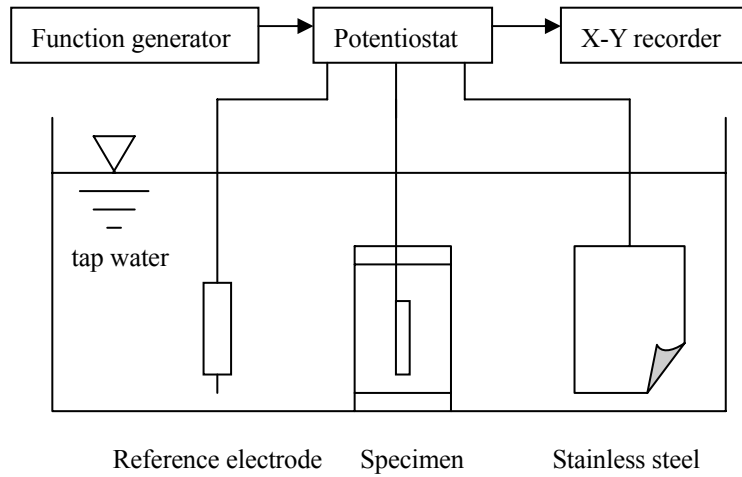 Function generator
Potentiostat
X-Y recorder
tap water
Reference electrode
Specimen
Stainless steel